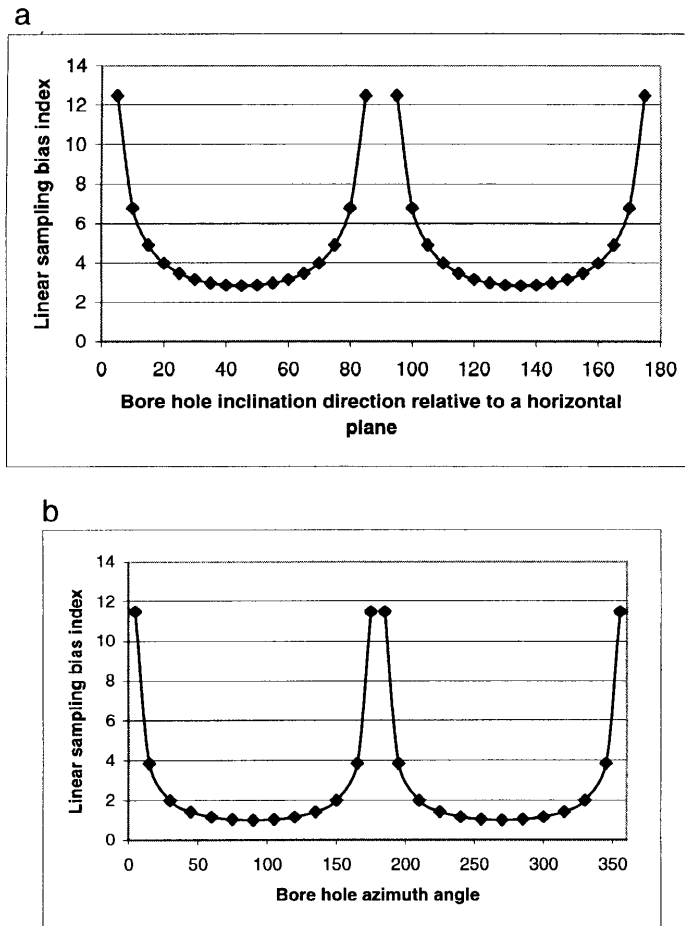 a
14
12
10
8
6
4
2
0
Linear sampling bias index
0 20 40 60 80 100 120 140 160 180
Bore hole inclination direction relative to a horizontal
plane
b
14
12
10
8
6
4
2
0
Linear sampling bias index
0 50 100 150 200 250 300 350
Bore hole azimuth angle